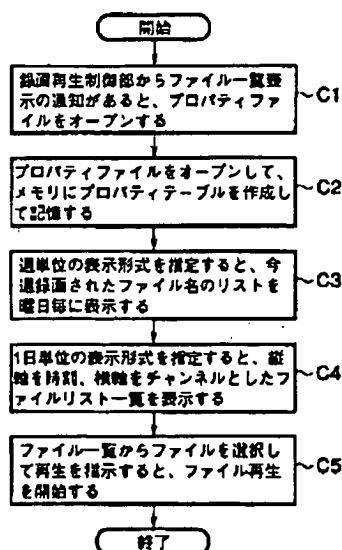 開始
録画再生制御部からファイル一覧表
示の通知があると、プロパティファ
イルをオープンする
C1
プロパティファイルをオープンして、
メモリにプロパティテーブルを作成し
て記憶する
C2
週単位の表示形式を指定すると、今
週録画されたファイル名のリストを
曜日毎に表示する
C3
1日単位の表示形式を指定すると、縦
軸を時刻、横軸をチャンネルとしたフ
ァイルリスト一覧を表示する
C4
ファイル一覧からファイルを選択し
て再生を指示すると、ファイル再生
を開始する
C5
終了